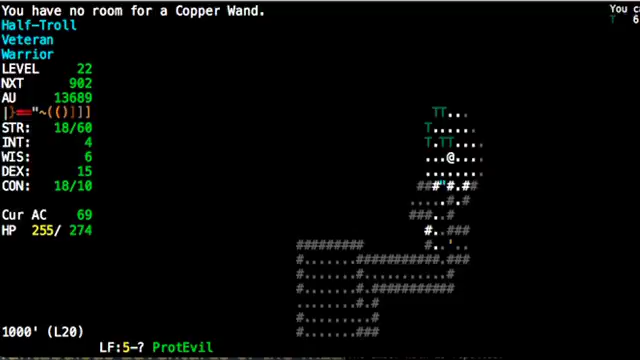 You have no room for a Copper Wand.
You ca
Half-Troll
T 6
Veteran
Warrior
LEVEL 22
NXT 902
AU 13689
|}=="~(()]]]
STR: 18/60
INT: 4
WIS: 6
DEX: 15
CON: 18/10
Cur AC 69
HP 255/ 274
1000' (L20)
LF:5-? ProtEvil